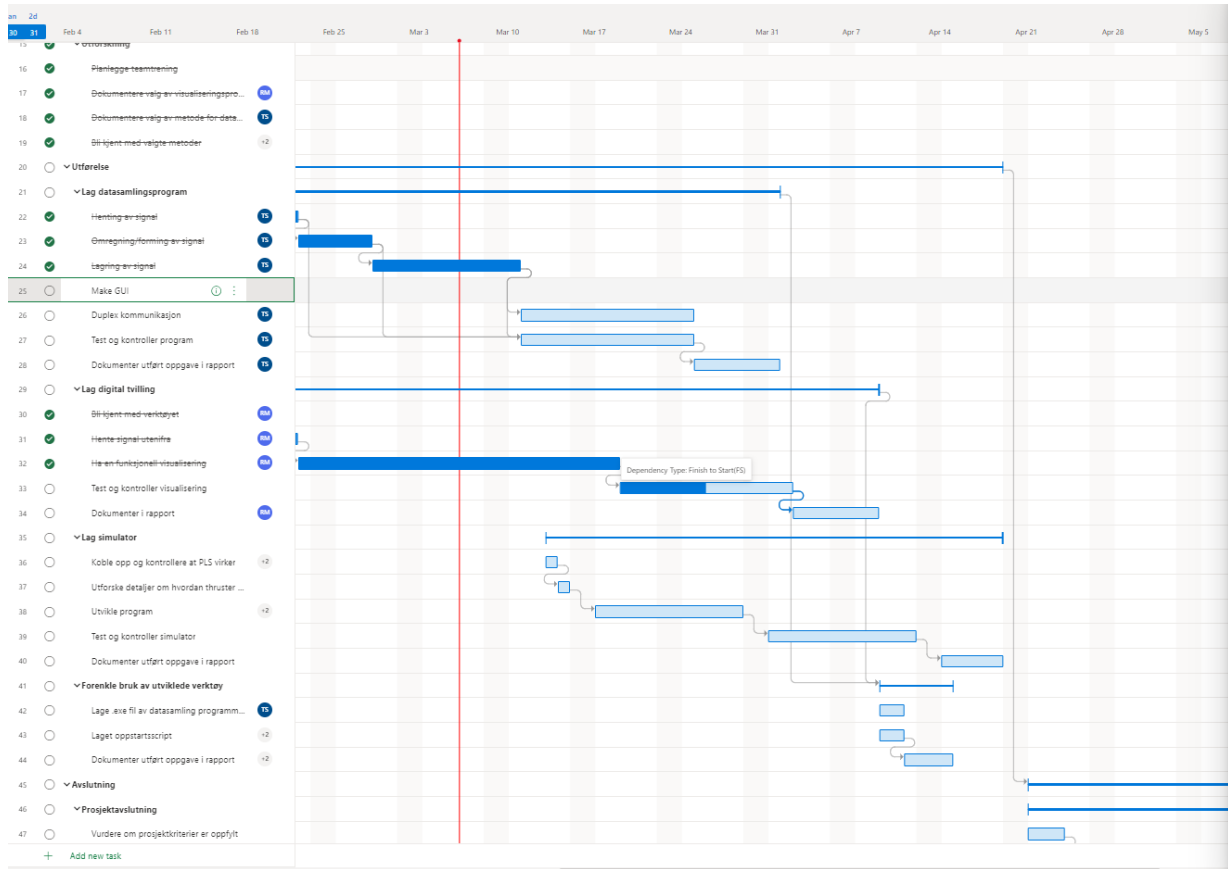 an 2d
30 31 Feb 4 Feb 11 Feb 18 Feb 25 Mar 3 Mar 10 Mar 17 Mar 24 Mar 31 Apr 7 Apr 14 Apr 21 Apr 28 May 5
15 Utforskning
16 Planlegge teamtrening
17 Dokumentere valg av visualiseringspro... RM
18 Dokumentere valg av metode for data... TS
19 Bli kjent med valgte metoder +2
20 Utførelse
21 Lag datasamlingsprogram
22 Henting av signal TS
23 Omregning/forming av signal TS
24 Lagring av signal TS
25 Make GUI
26 Duplex kommunikasjon TS
27 Test og kontroller program TS
28 Dokumenter utført oppgave i rapport TS
29 Lag digital tvilling
30 Bli kjent med verktøyet RM
31 Hente signal utenifra RM
32 Ha en funksjonell visualisering RM
Dependency Type: Finish to Start(FS)
33 Test og kontroller visualisering
34 Dokumenter i rapport RM
35 Lag simulator
36 Koble opp og kontrollere at PLS virker +2
37 Utforske detaljer om hvordan thruster ...
38 Utvikle program +2
39 Test og kontroller simulator
40 Dokumenter utført oppgave i rapport
41 Forenkle bruk av utviklede verktøy
42 Lage .exe fil av datasamling programm... TS
43 Laget oppstartsscript +2
44 Dokumenter utført oppgave i rapport +2
45 Avslutning
46 Prosjektavslutning
47 Vurdere om prosjektkriterier er oppfylt
+ Add new task